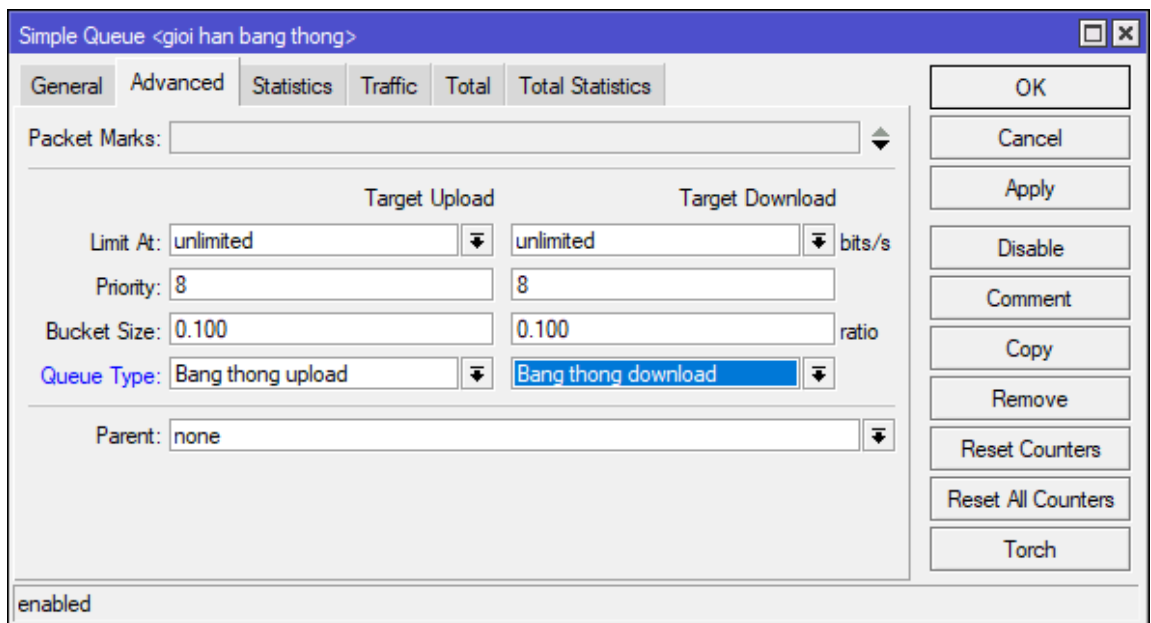 Simple Queue <gioi han bang thong>
General Advanced Statistics Traffic Total Total Statistics
Packet Marks:
Target Upload Target Download
Limit At: unlimited unlimited bits/s
Priority: 8 8
Bucket Size: 0.100 0.100 ratio
Queue Type: Bang thong upload Bang thong download
Parent: none
OK
Cancel
Apply
Disable
Comment
Copy
Remove
Reset Counters
Reset All Counters
Torch
enabled